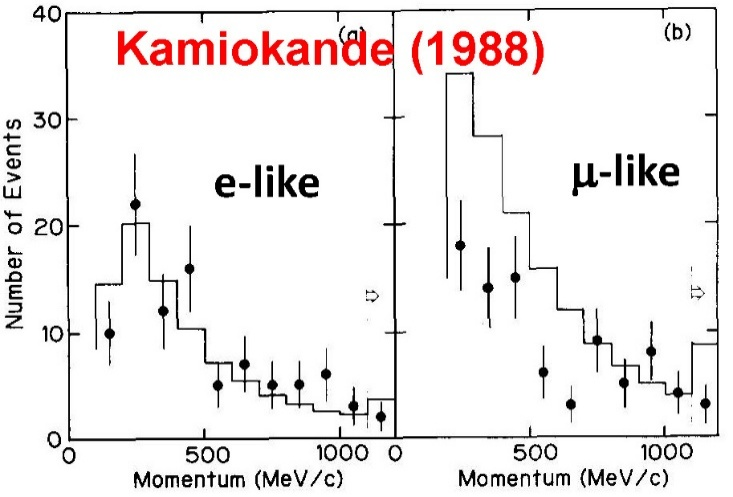 Kamiokande (1988)
(a)
(b)
e-like
μ-like
Number of Events
40
30
20
10
0
0 500 1000
0 500 1000
Momentum (MeV/c)
Momentum (MeV/c)